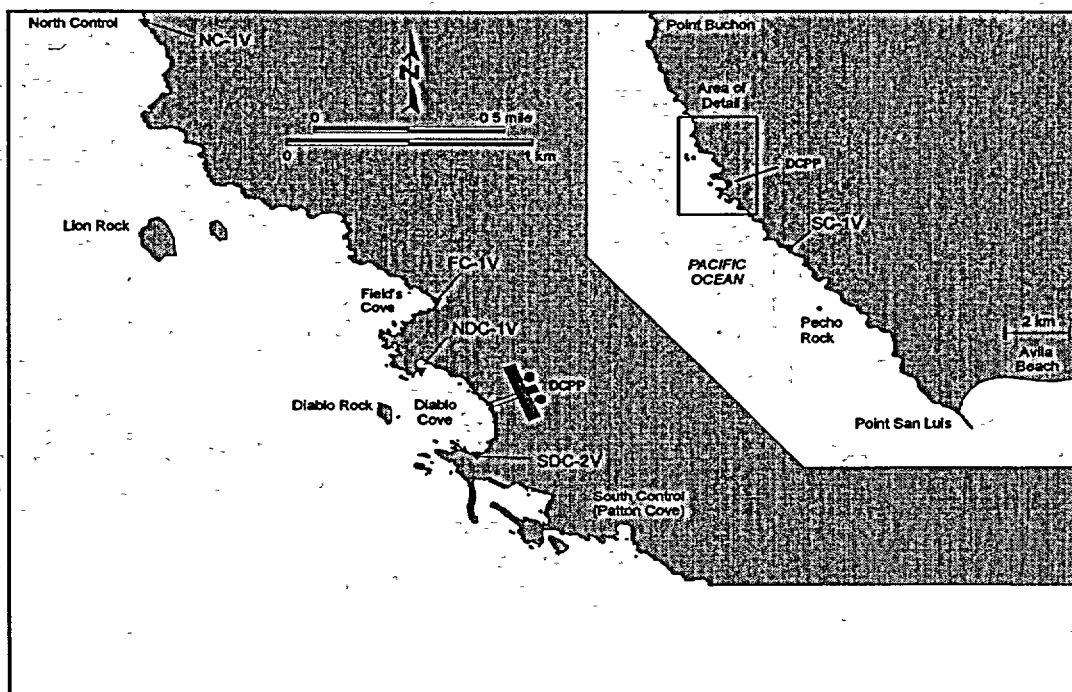 North Control
NC-1V
N
0 0.5 mile
0 1 km
Lion Rock
FC-1V
Field's
Cove
NDC-1V
DCPP
Diablo Rock
Diablo
Cove
SDC-2V
South Control
(Patton Cove)
Point Buchon
Area of
Detail
DCPP
SC-1V
PACIFIC
OCEAN
Pecho
Rock
2 km
Avila
Beach
Point San Luis